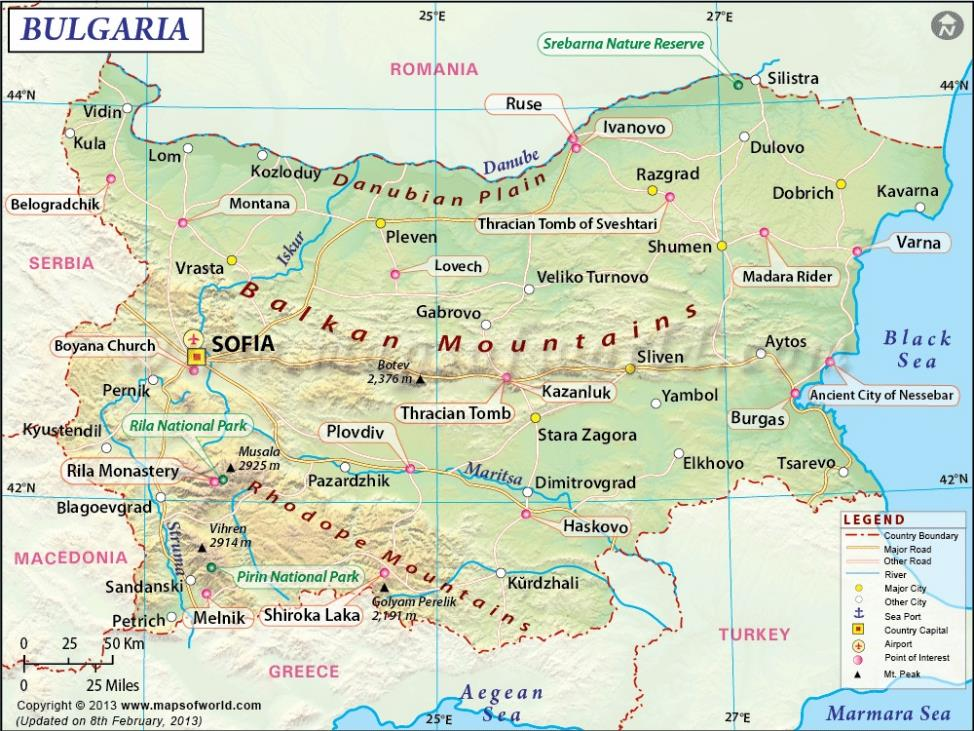 BULGARIA
25°E
27°E
N
Srebarna Nature Reserve
ROMANIA
Silistra
44°N
44°N
Vidin
Ruse
Ivanovo
Kula
Lom
Kozloduy
Danube
Dulovo
Danubian Plain
Razgrad
Dobrich
Kavarna
Belogradchik
Montana
Thracian Tomb of Sveshtari
Iskur
Pleven
Shumen
Varna
SERBIA
Vrasta
Lovech
Veliko Turnovo
Madara Rider
Balkan Mountains
Gabrovo
Boyana Church
SOFIA
Black
Sea
Botev
2,376 m
Sliven
Aytos
Pernik
Kazanluk
Yambol
Ancient City of Nessebar
Thracian Tomb
Burgas
Kyustendil
Rila National Park
Plovdiv
Stara Zagora
Musala
2925 m
Rila Monastery
Pazardzhik
Maritsa
Elkhovo
Tsarevo
42°N
42°N
Dimitrovgrad
Blagoevgrad
Rhodope Mountains
Haskovo
Struma
Vihren
2914 m
MACEDONIA
Pirin National Park
Sandanski
Kürdzhali
Golyam Perelik
2,191 m
Petrich
Melnik
Shiroka Laka
TURKEY
GREECE
LEGEND
Country Boundary
Major Road
Other Road
River
Major City
Other City
Sea Port
Country Capital
Airport
Point of Interest
Mt. Peak
0 25 50 Km
0 25 Miles
Copyright © 2013 www.mapsofworld.com
(Updated on 8th February, 2013)
Aegean
Sea
25°E
27°E
Marmara Sea